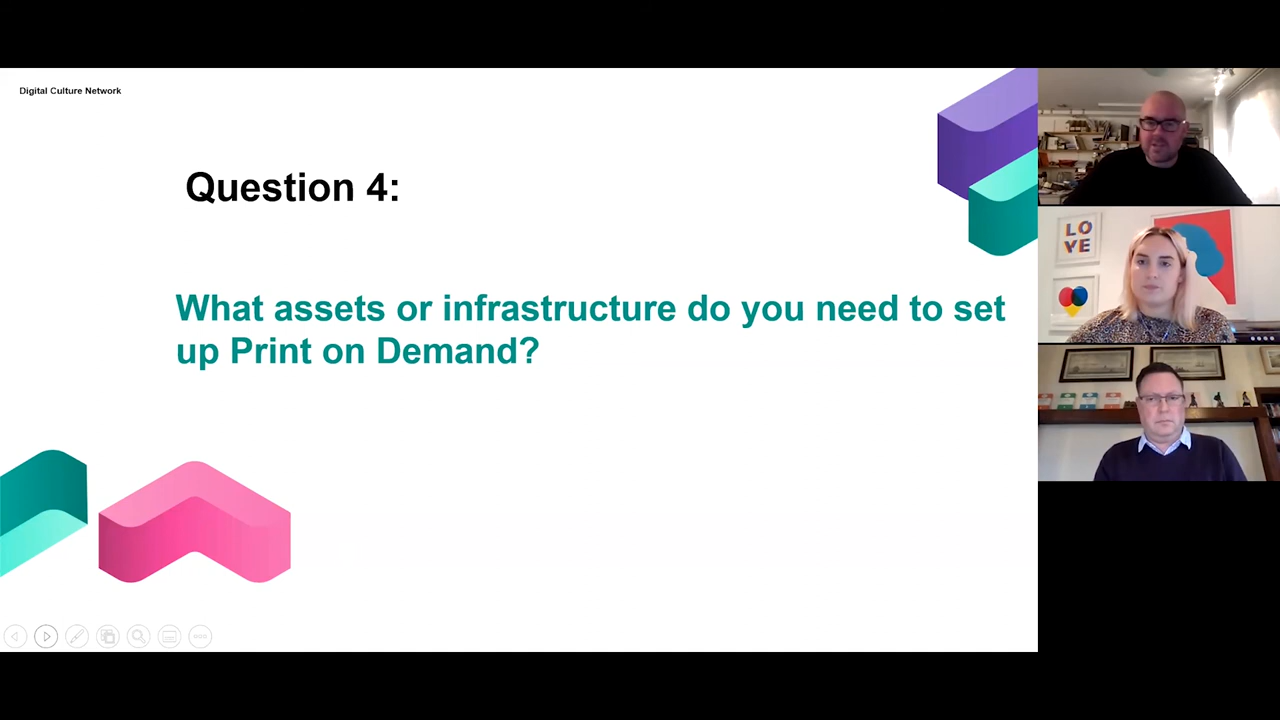 Digital Culture Network
Question 4:
What assets or infrastructure do you need to set
up Print on Demand?
LO
VE